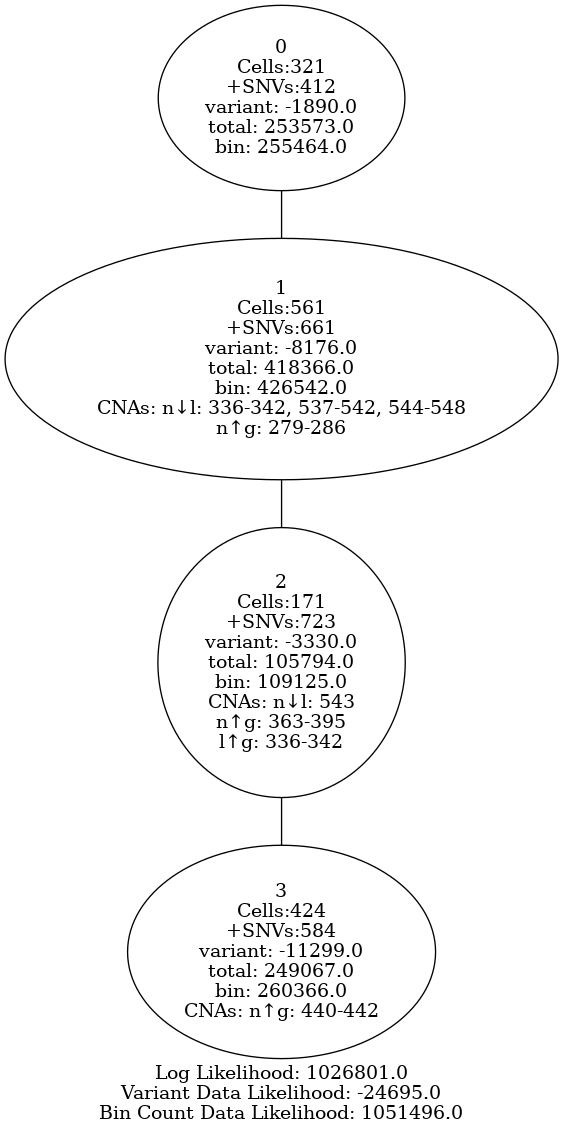 0
Cells:321
+SNVs:412
variant: -1890.0
total: 253573.0
bin: 255464.0
1
Cells:561
+SNVs:661
variant: -8176.0
total: 418366.0
bin: 426542.0
CNAs: n↓l: 336-342, 537-542, 544-548
n↑g: 279-286
2
Cells:171
+SNVs:723
variant: -3330.0
total: 105794.0
bin: 109125.0
CNAs: n↓l: 543
n↑g: 363-395
l↑g: 336-342
3
Cells:424
+SNVs:584
variant: -11299.0
total: 249067.0
bin: 260366.0
CNAs: n↑g: 440-442
Log Likelihood: 1026801.0
Variant Data Likelihood: -24695.0
Bin Count Data Likelihood: 1051496.0